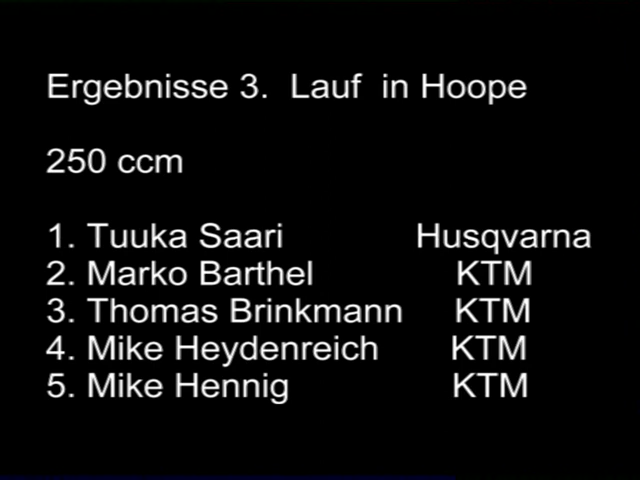 Ergebnisse 3. Lauf in Hoope
250 ccm
1. Tuuka Saari Husqvarna
2. Marko Barthel KTM
3. Thomas Brinkmann KTM
4. Mike Heydenreich KTM
5. Mike Hennig KTM